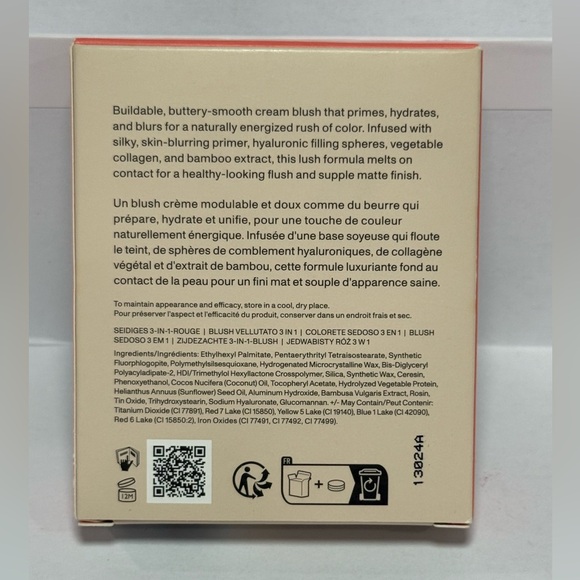 Buildable, buttery-smooth cream blush that primes, hydrates,
and blurs for a naturally energized rush of color. Infused with
silky, skin-blurring primer, hyaluronic filling spheres, vegetable
collagen, and bamboo extract, this lush formula melts on
contact for a healthy-looking flush and supple matte finish.
Un blush crème modulable et doux comme du beurre qui
prépare, hydrate et unifie, pour une touche de couleur
naturellement énergique. Infusée d'une base soyeuse qui floute
le teint, de sphères de comblement hyaluroniques, de collagène
végétal et d'extrait de bambou, cette formule luxuriante fond au
contact de la peau pour un fini mat et souple d'apparence saine.
To maintain appearance and efficacy, store in a cool, dry place.
Pour préserver l'aspect et l'efficacité du produit, conserver dans un endroit frais et sec.
SEIDIGES 3-IN-1-ROUGE | BLUSH VELLUTATO 3 IN 1 | COLORETE SEDOSO 3 EN 1 | BLUSH
SEDOSO 3 EM 1 | ZIJDEZACHTE 3-IN-1-BLUSH | JEDWABISTY RÓŻ 3 W 1
Ingredients/Ingrédients: Ethylhexyl Palmitate, Pentaerythrityl Tetraisostearate, Synthetic
Fluorphlogopite, Polymethylsilsesquioxane, Hydrogenated Microcrystalline Wax, Bis-Diglyceryl
Polyacyladipate-2, HDI/Trimethylol Hexyllactone Crosspolymer, Silica, Synthetic Wax, Ceresin,
Phenoxyethanol, Cocos Nucifera (Coconut) Oil, Tocopheryl Acetate, Hydrolyzed Vegetable Protein,
Helianthus Annuus (Sunflower) Seed Oil, Aluminum Hydroxide, Bambusa Vulgaris Extract, Rosin,
Tin Oxide, Trihydroxystearin, Sodium Hyaluronate, Glucomannan. +/- May Contain/Peut Contenir:
Titanium Dioxide (CI 77891), Red 7 Lake (CI 15850), Yellow 5 Lake (CI 19140), Blue 1 Lake (CI 42090),
Red 6 Lake (CI 15850:2), Iron Oxides (CI 77491, CI 77492, CI 77499).
12M
FR
+
13024A